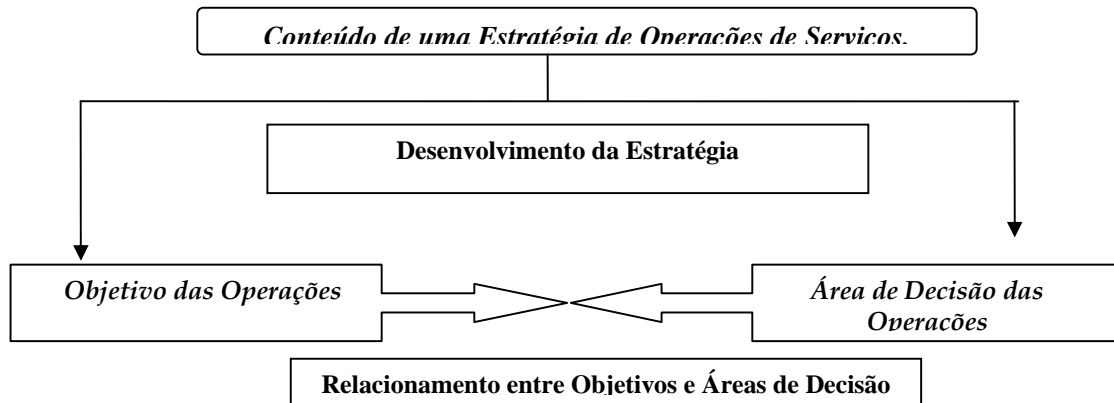 Conteúdo de uma Estratégia de Operações de Serviços.
Desenvolvimento da Estratégia
Objetivo das Operações
Área de Decisão das
Operações
Relacionamento entre Objetivos e Áreas de Decisão